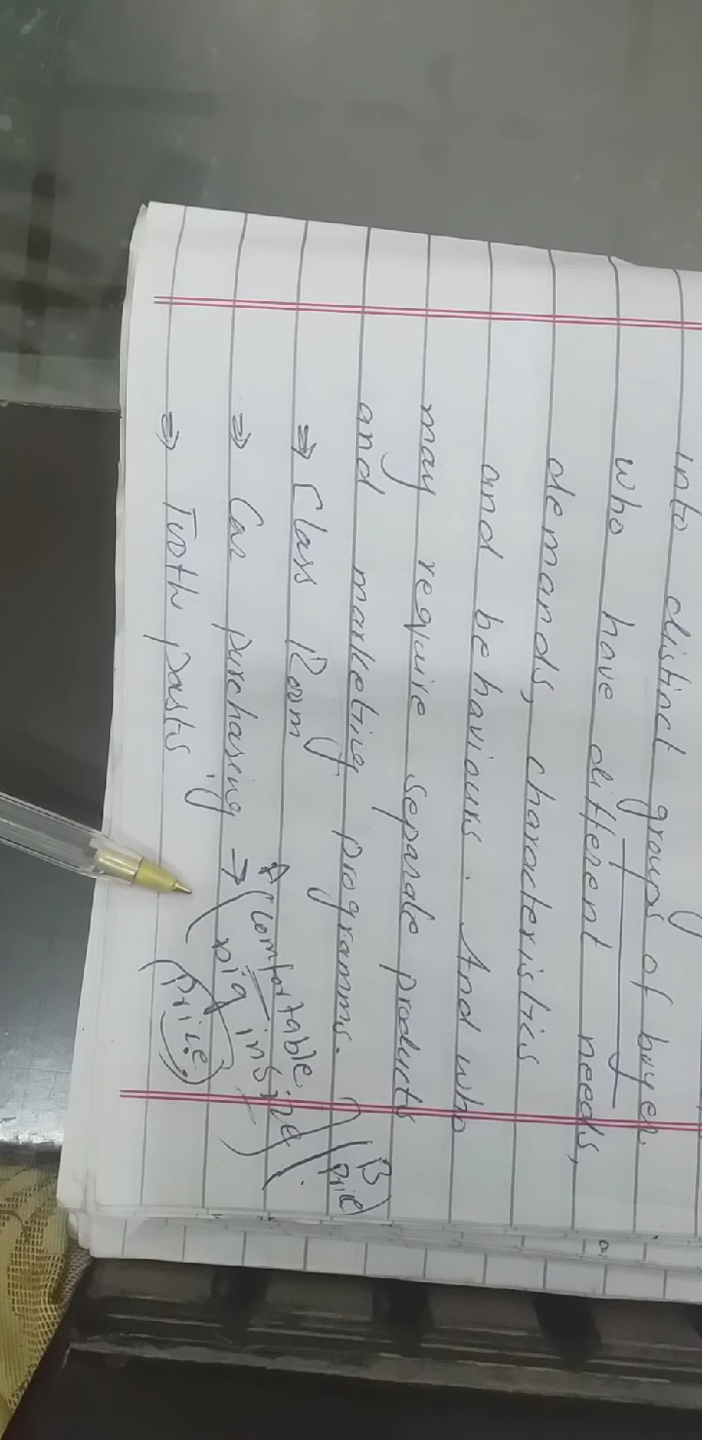 into distinct groups of buyer
who have different needs,
demands, characteristics
and behaviours. And who
may require separate products
and marketing programms.
⇒ Class Room
⇒ Car purchasing → A (comfortable
big in size)
(Price)
B
⇒ Tooth pasts